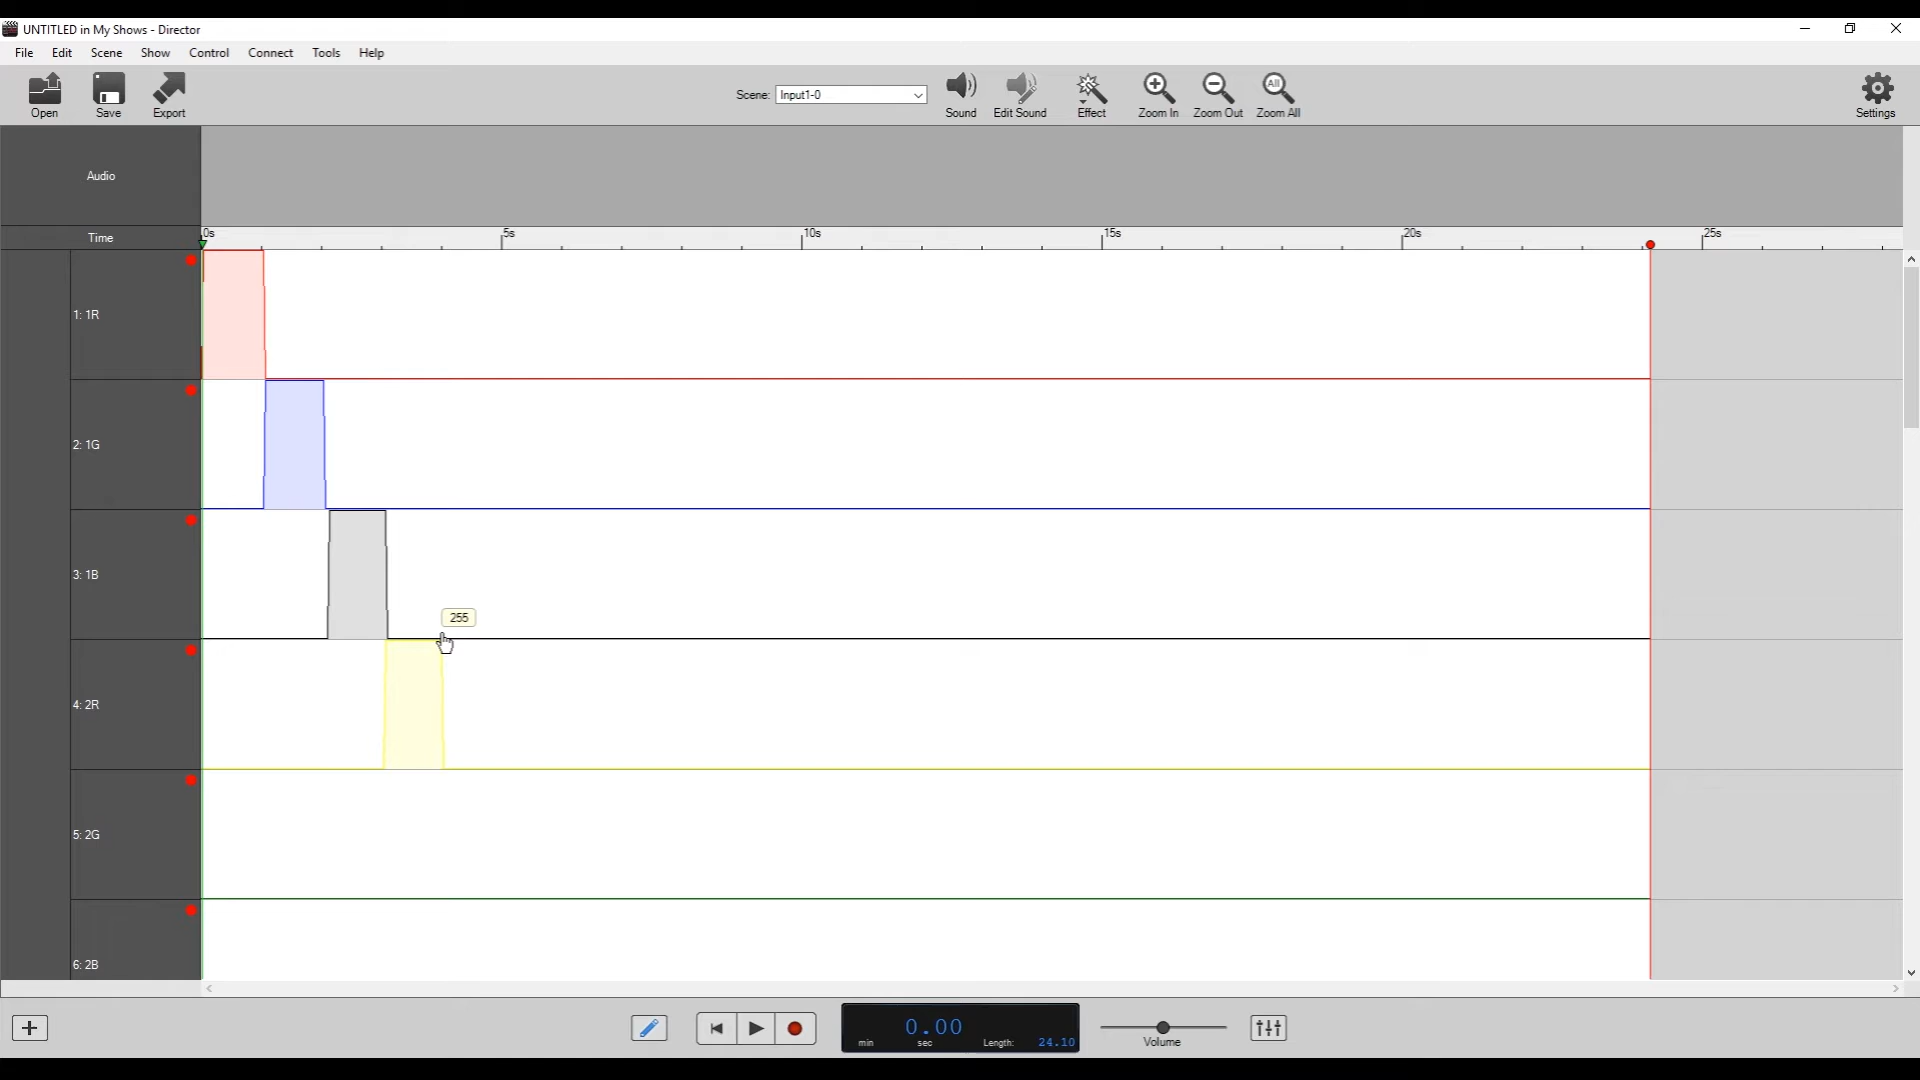 UNTITLED in My Shows - Director
File Edit Scene Show Control Connect Tools Help
Open Save Export Scene: Input1-0 Sound Edit Sound Effect Zoom In Zoom Out All Zoom All Settings
Audio
Time 0s 5s 10s 15s 20s 25s
1: 1R
2: 1G
3: 1B
255
4: 2R
5: 2G
6: 2B
0.00
min sec Length: 24.10
Volume